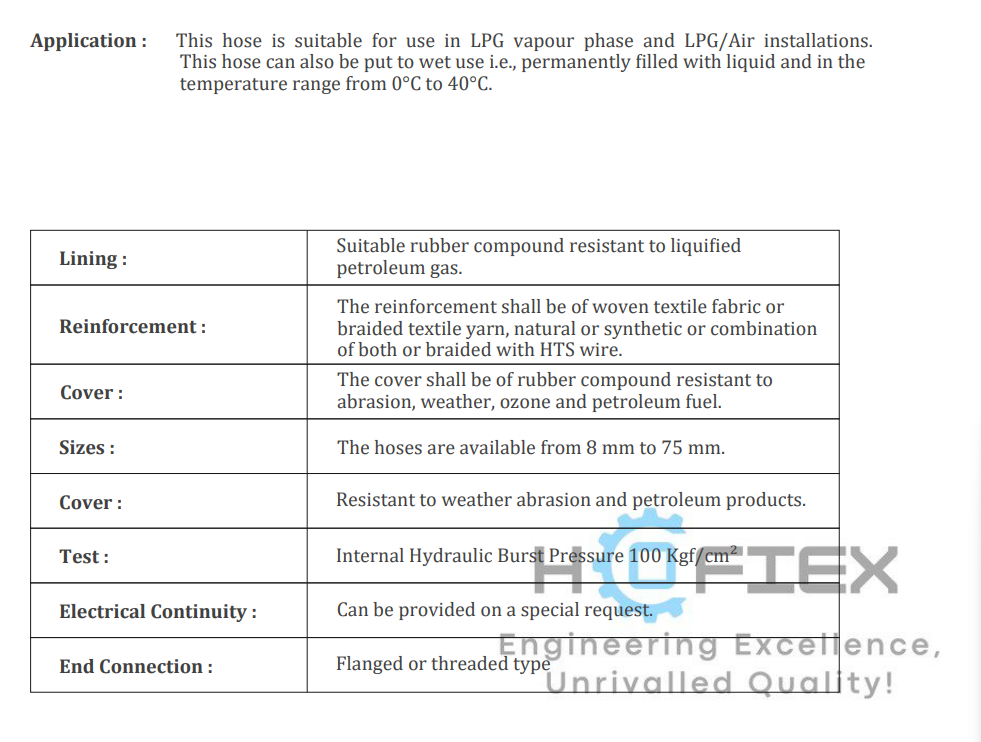 Application : This hose is suitable for use in LPG vapour phase and LPG/Air installations.
This hose can also be put to wet use i.e., permanently filled with liquid and in the
temperature range from 0°C to 40°C.
Lining :
Suitable rubber compound resistant to liquified
petroleum gas.
Reinforcement :
The reinforcement shall be of woven textile fabric or
braided textile yarn, natural or synthetic or combination
of both or braided with HTS wire.
Cover :
The cover shall be of rubber compound resistant to
abrasion, weather, ozone and petroleum fuel.
Sizes :
The hoses are available from 8 mm to 75 mm.
Cover :
Resistant to weather abrasion and petroleum products.
Test :
Internal Hydraulic Burst Pressure 100 Kgf/cm²
Electrical Continuity :
Can be provided on a special request.
End Connection :
Flanged or threaded type
HOFIEX
Engineering Excellence,
Unrivalled Quality!